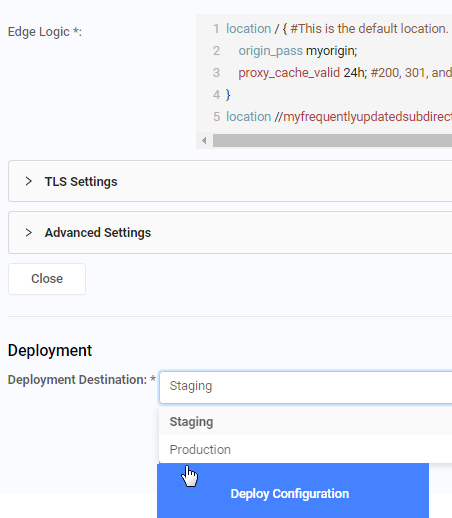 Edge Logic *:
1 location / { #This is the default location.
2 origin_pass myorigin;
3 proxy_cache_valid 24h; #200, 301, and
4 }
5 location //myfrequentlyupdatedsubdirect
TLS Settings
Advanced Settings
Close
Deployment
Deployment Destination: *
Staging
Staging
Production
Deploy Configuration